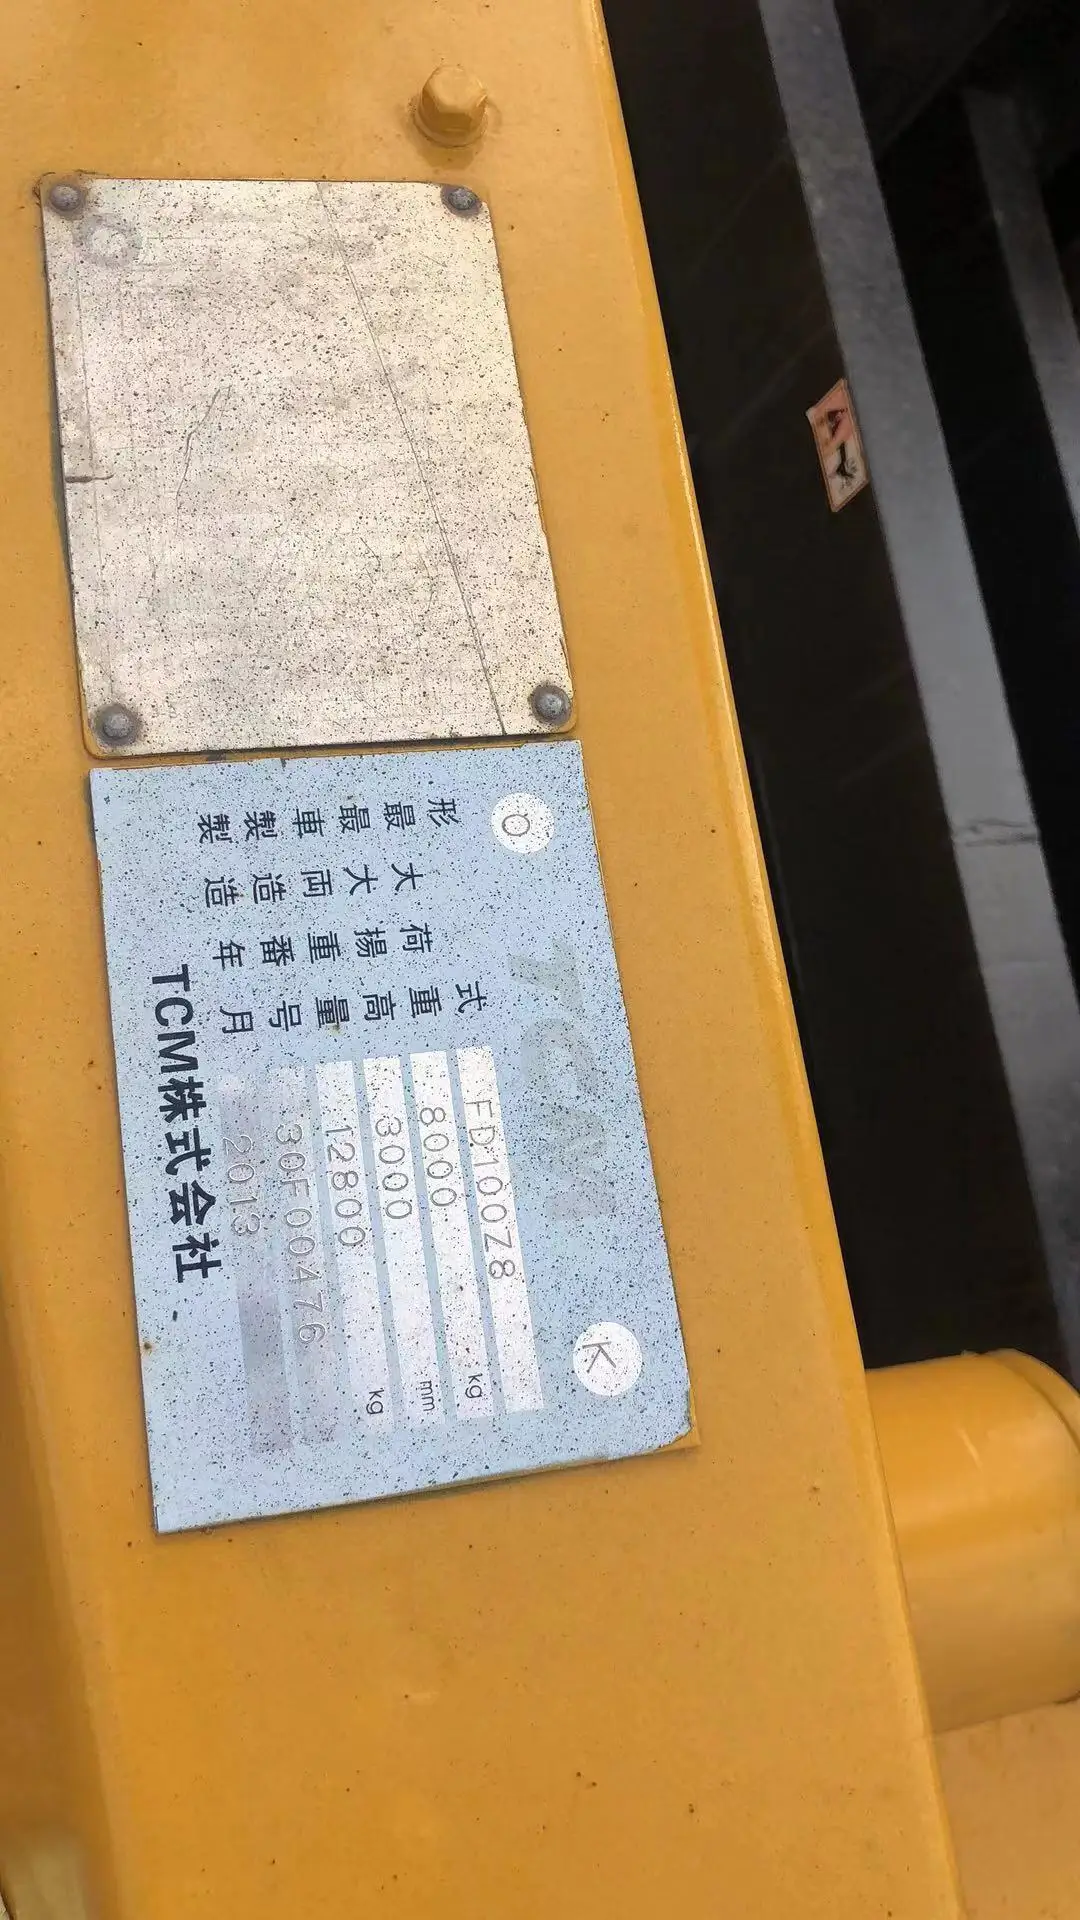 O TCM K
形式 FD100Z8
最大荷重 8000 kg
最大揚高 3000 mm
車両重量 12800 kg
製造番号 30F00476
製造年月 2013
TCM株式会社